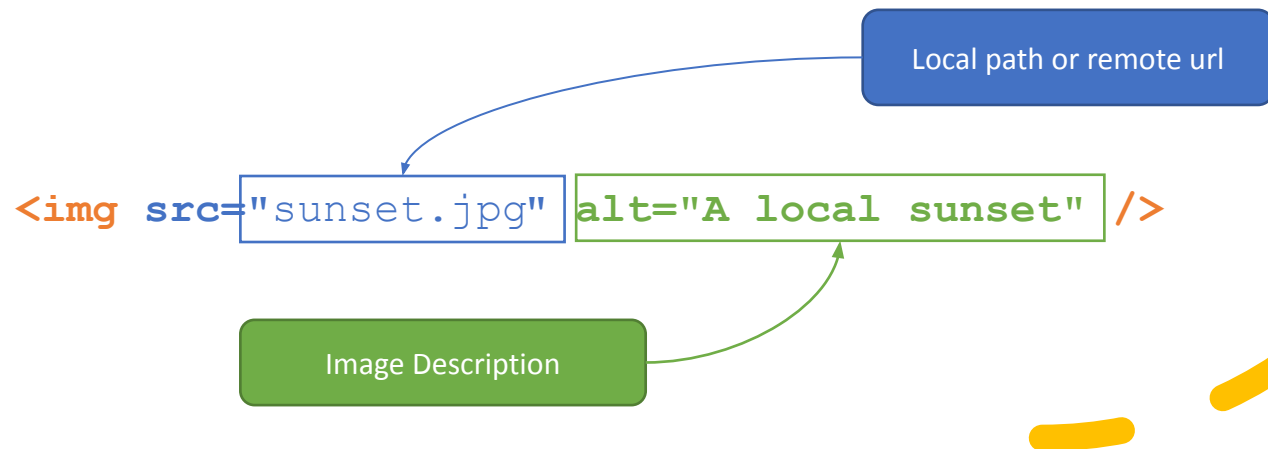 Local path or remote url
<img src="sunset.jpg" alt="A local sunset" />
Image Description